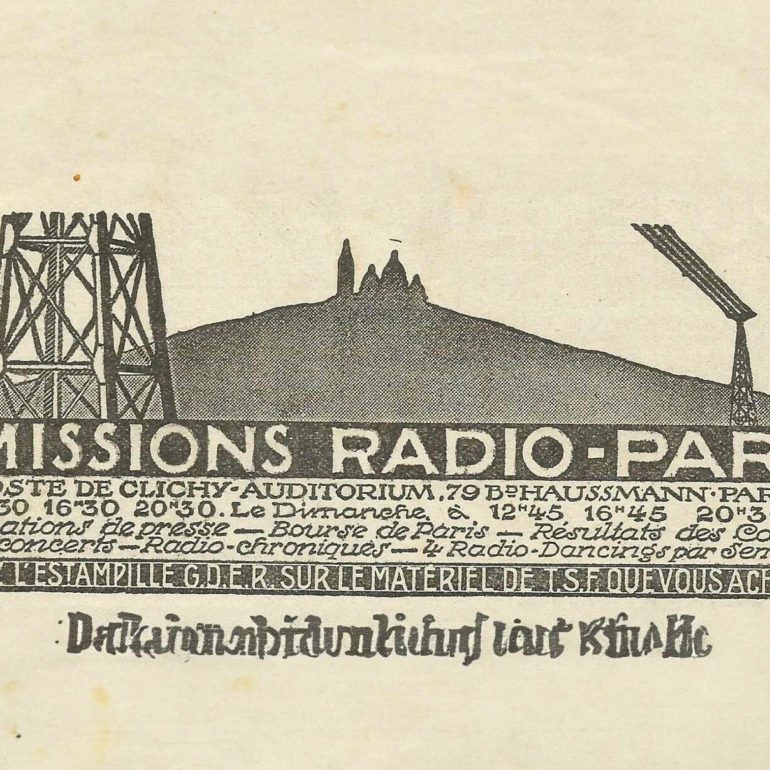 MISSIONS RADIO-PAR
OSTE DE CLICHY-AUDITORIUM, 79 Bᴰ HAUSSMANN·PAR
30 16ᴴ30 20ᴴ30. Le Dimanche à 12ᴴ45 16ᴴ45 20ᴴ3
ations de presse — Bourse de Paris — Résultats des Co
concerts — Radio-chroniques — 4 Radio-Dancings par Sem
L'ESTAMPILLE G.D.E.R. SUR LE MATÉRIEL DE T.S.F QUE VOUS ACH